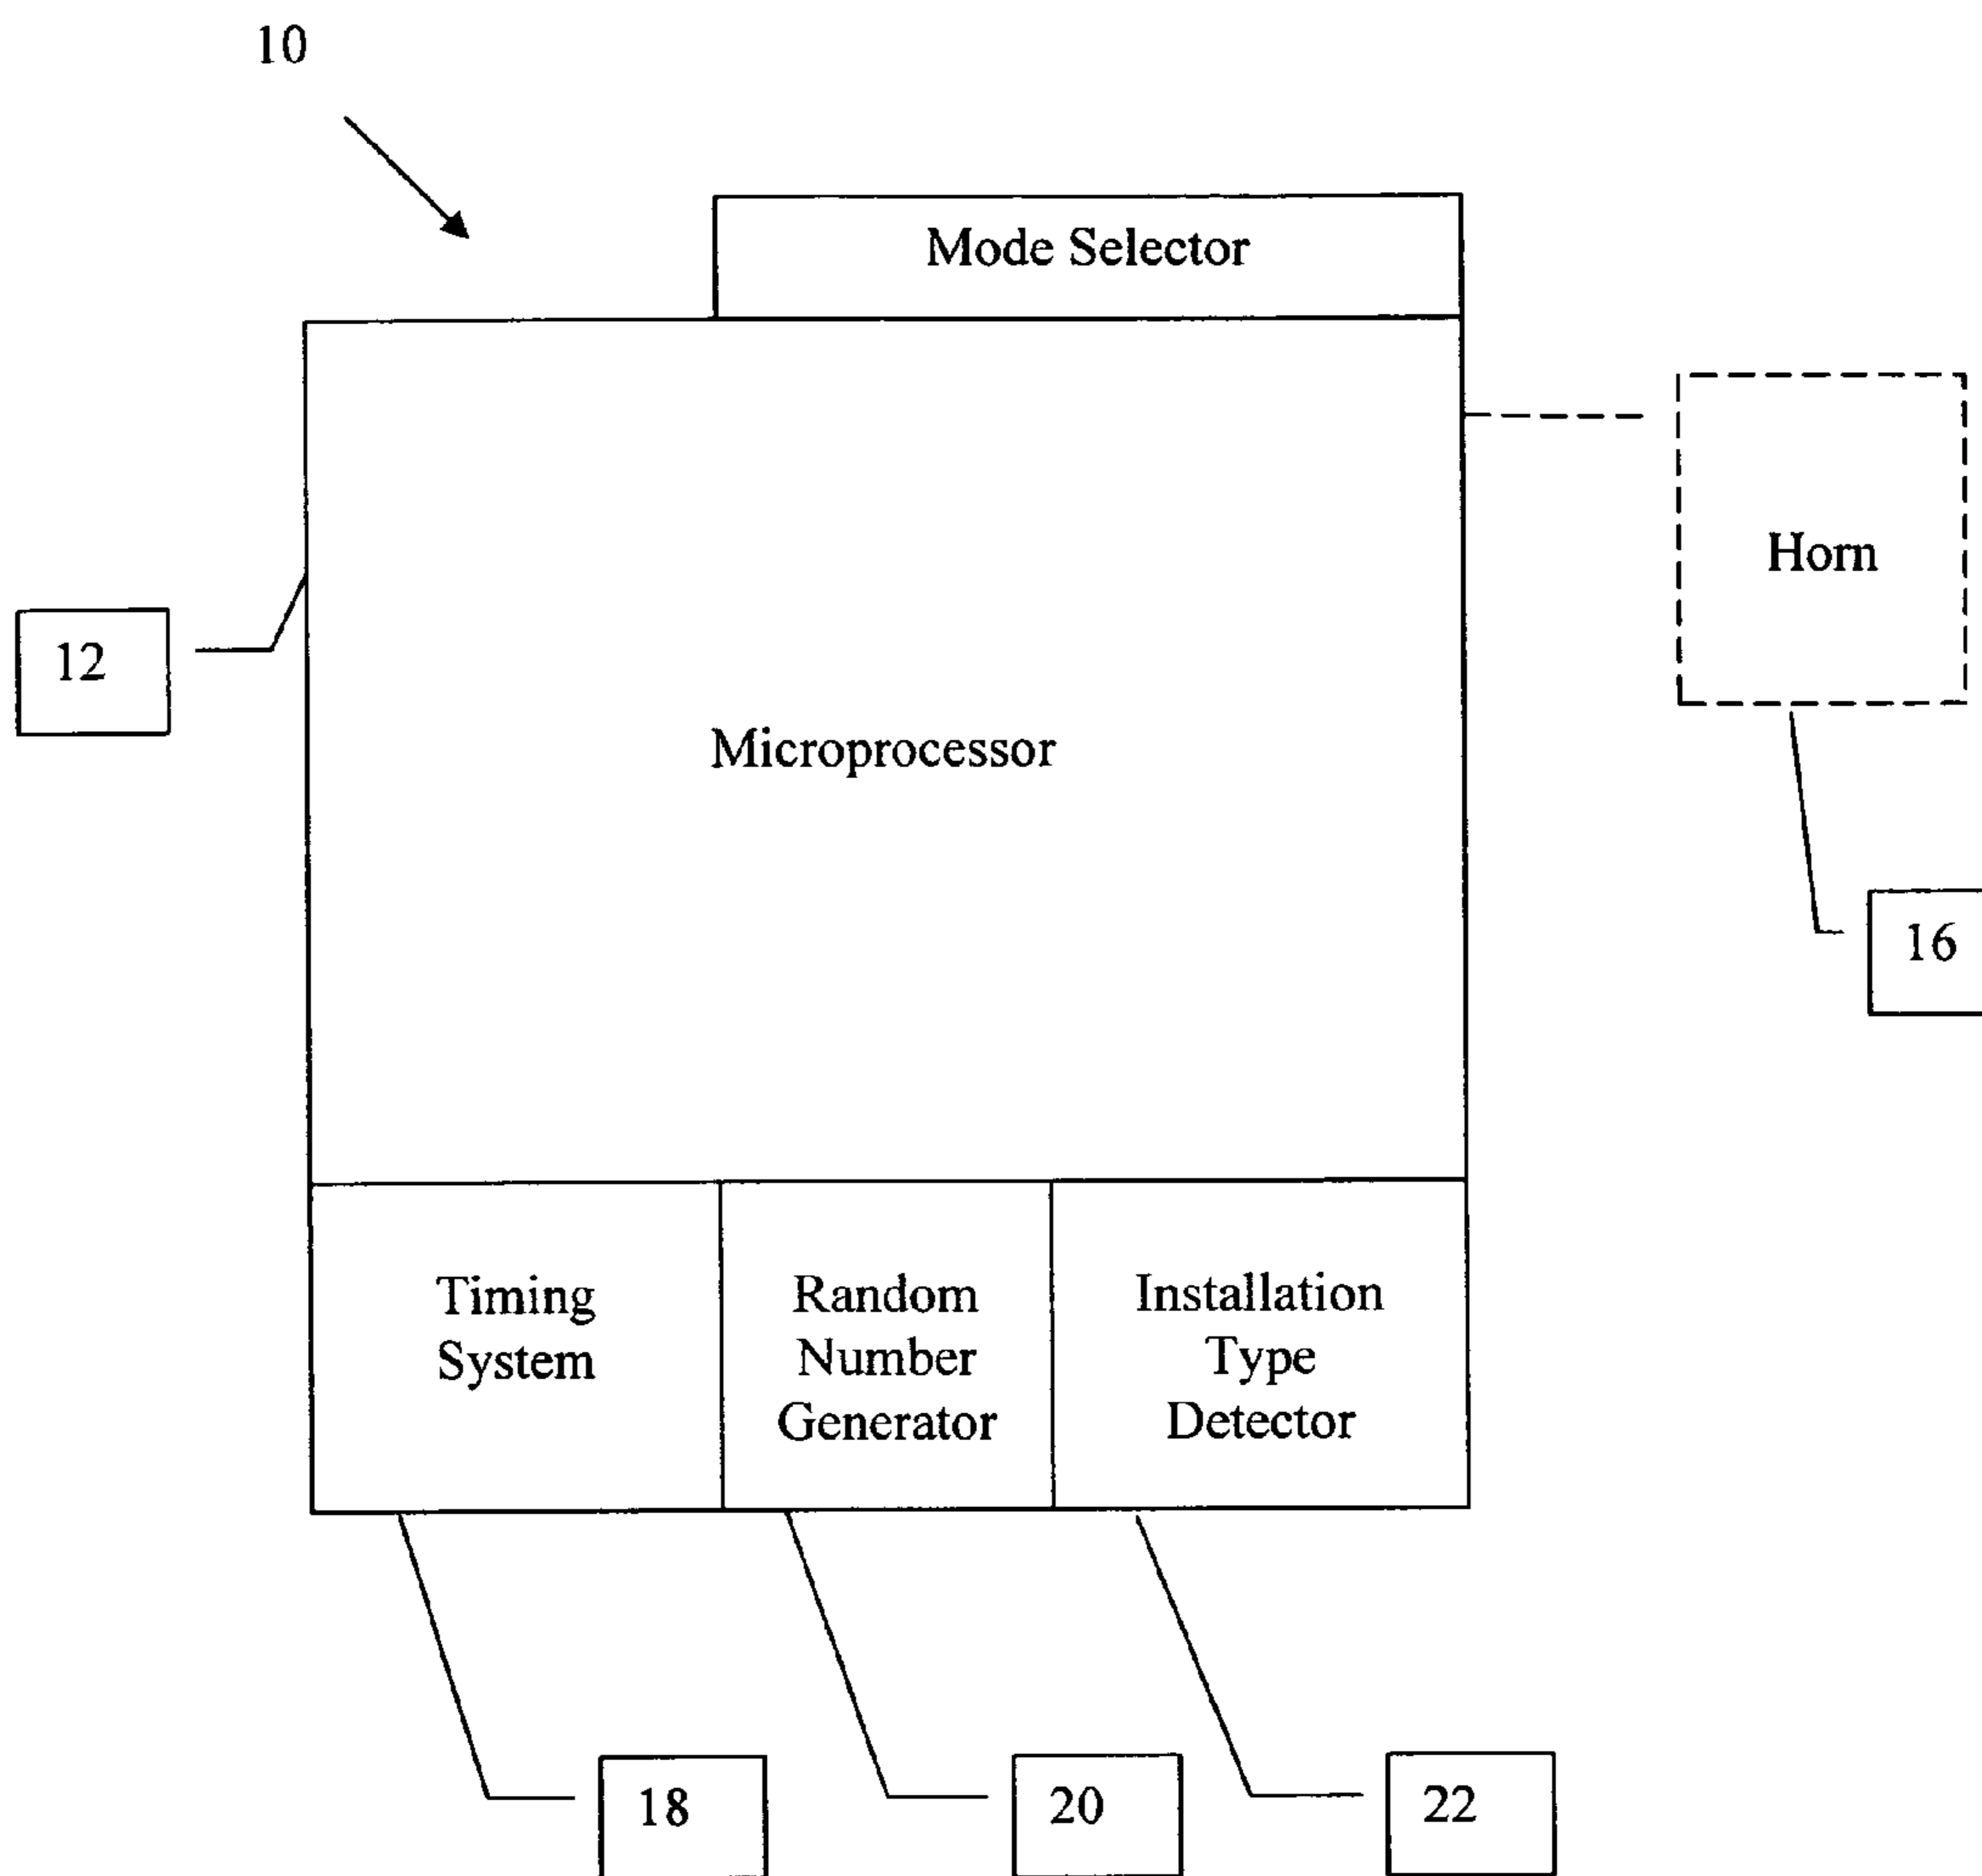 10
Mode Selector
Horn
12
Microprocessor
16
Timing
System
Random
Number
Generator
Installation
Type
Detector
18
20
22